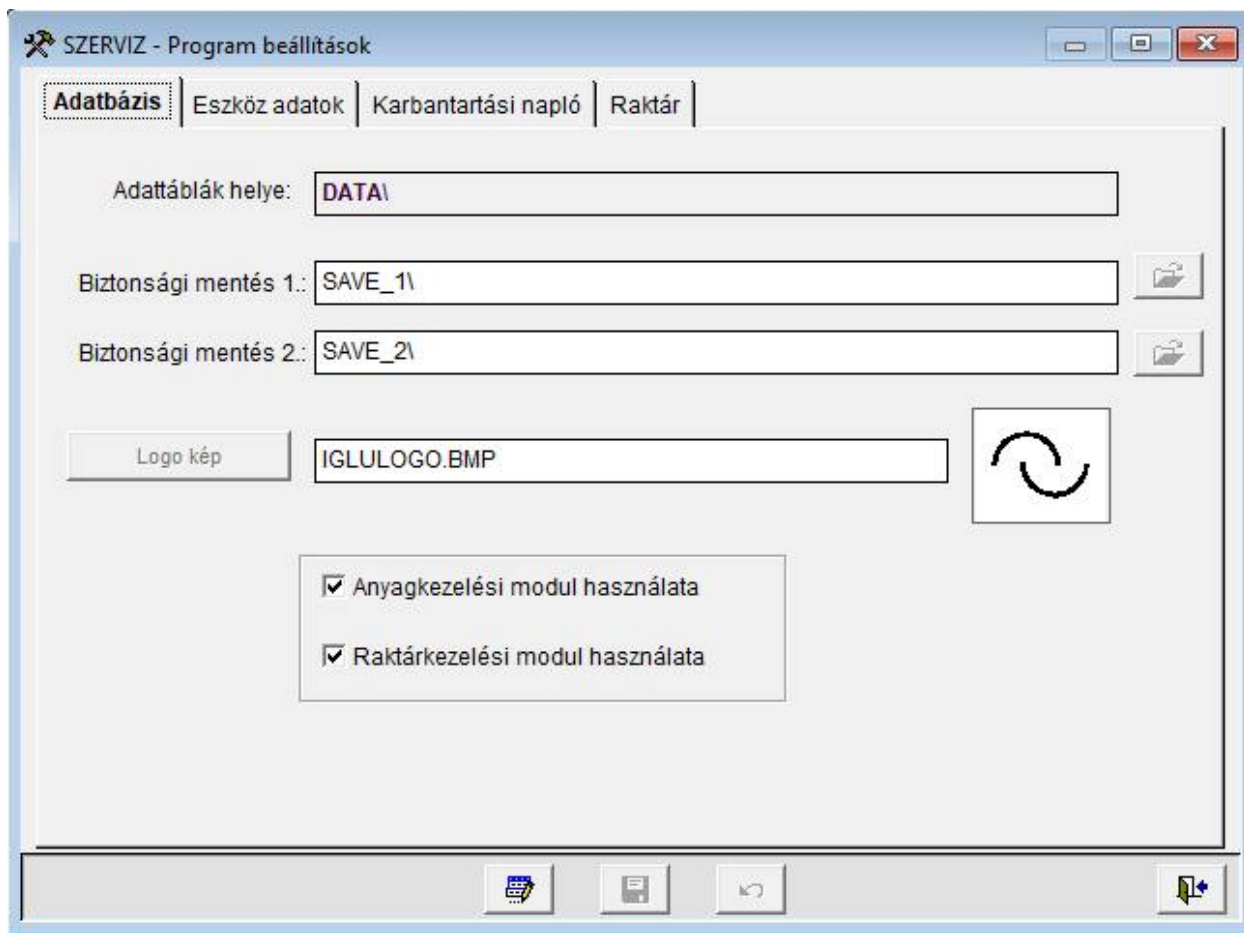 SZERVIZ - Program beállítások
Adatbázis
Eszköz adatok
Karbantartási napló
Raktár
Adattáblák helye:
DATA\
Biztonsági mentés 1.:
SAVE_1\
Biztonsági mentés 2.:
SAVE_2\
Logo kép
IGLULOGO.BMP
Anyagkezelési modul használata
Raktárkezelési modul használata